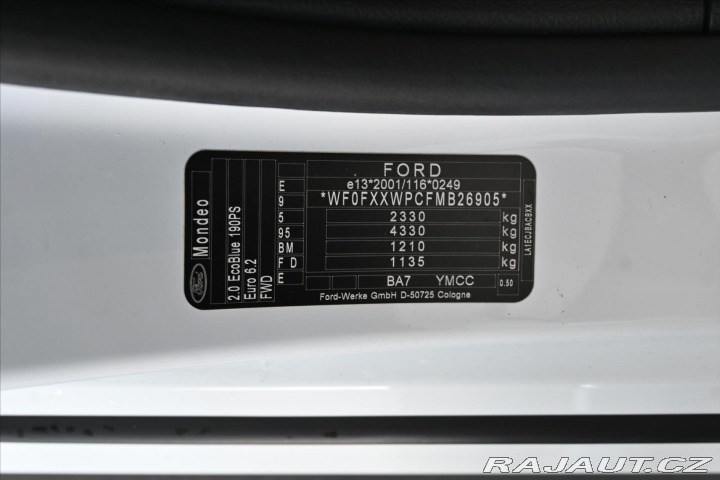 FORD
e13*2001/116*0249
*WF0FXXWPCFMB26905*
2330 kg
4330 kg
1210 kg
1135 kg
BA7 YMCC 0.50
Ford-Werke GmbH D-50725 Cologne
E
9
5
95
BM
F D
E
Mondeo
2.0 EcoBlue 190PS
Euro 6.2
FWD
Ford
LA1ECJBACBXX
RAJAUT.CZ